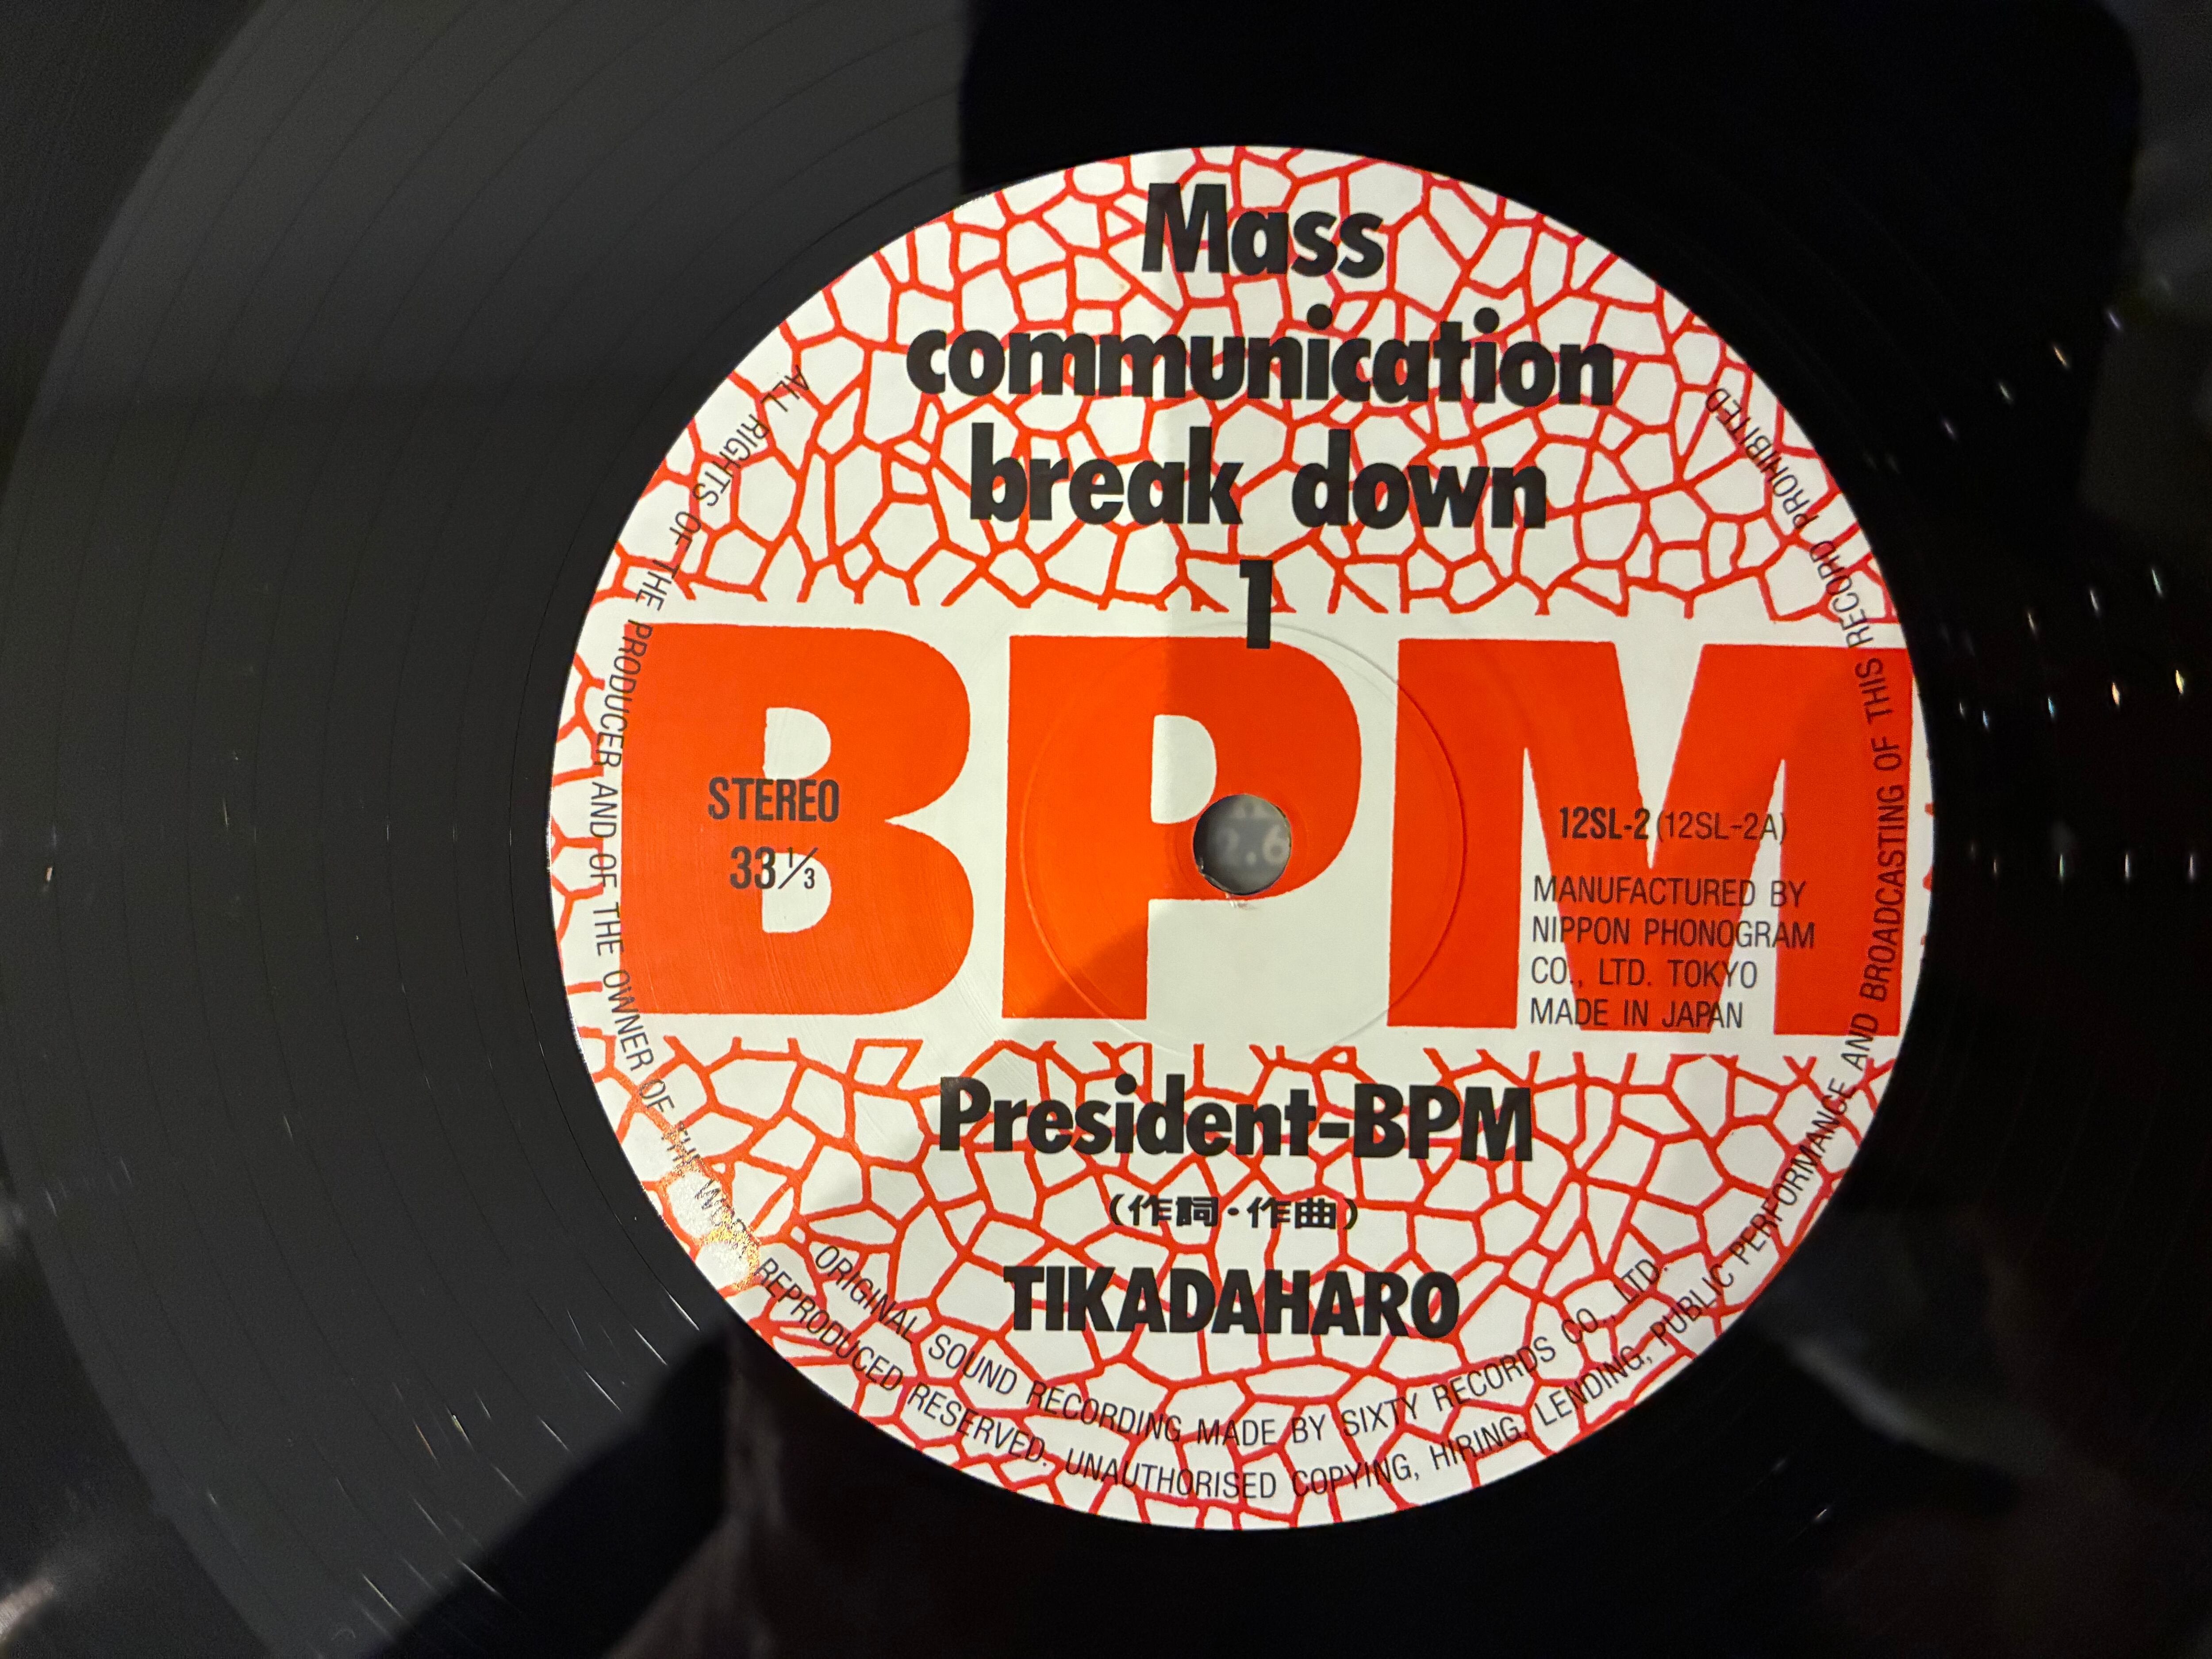 Mass
communication
break down
1
BPM
STEREO
33⅓
12SL-2 (12SL-2A)
MANUFACTURED BY
NIPPON PHONOGRAM
CO., LTD. TOKYO
MADE IN JAPAN
President-BPM
(作詞・作曲)
TIKADAHARO
ORIGINAL SOUND RECORDING MADE BY SIXTY RECORDS CO., LTD.
ALL RIGHTS OF THE PRODUCER AND OF THE OWNER OF THE WORK REPRODUCED RESERVED. UNAUTHORISED COPYING, HIRING, LENDING, PUBLIC PERFORMANCE AND BROADCASTING OF THIS RECORD PROHIBITED